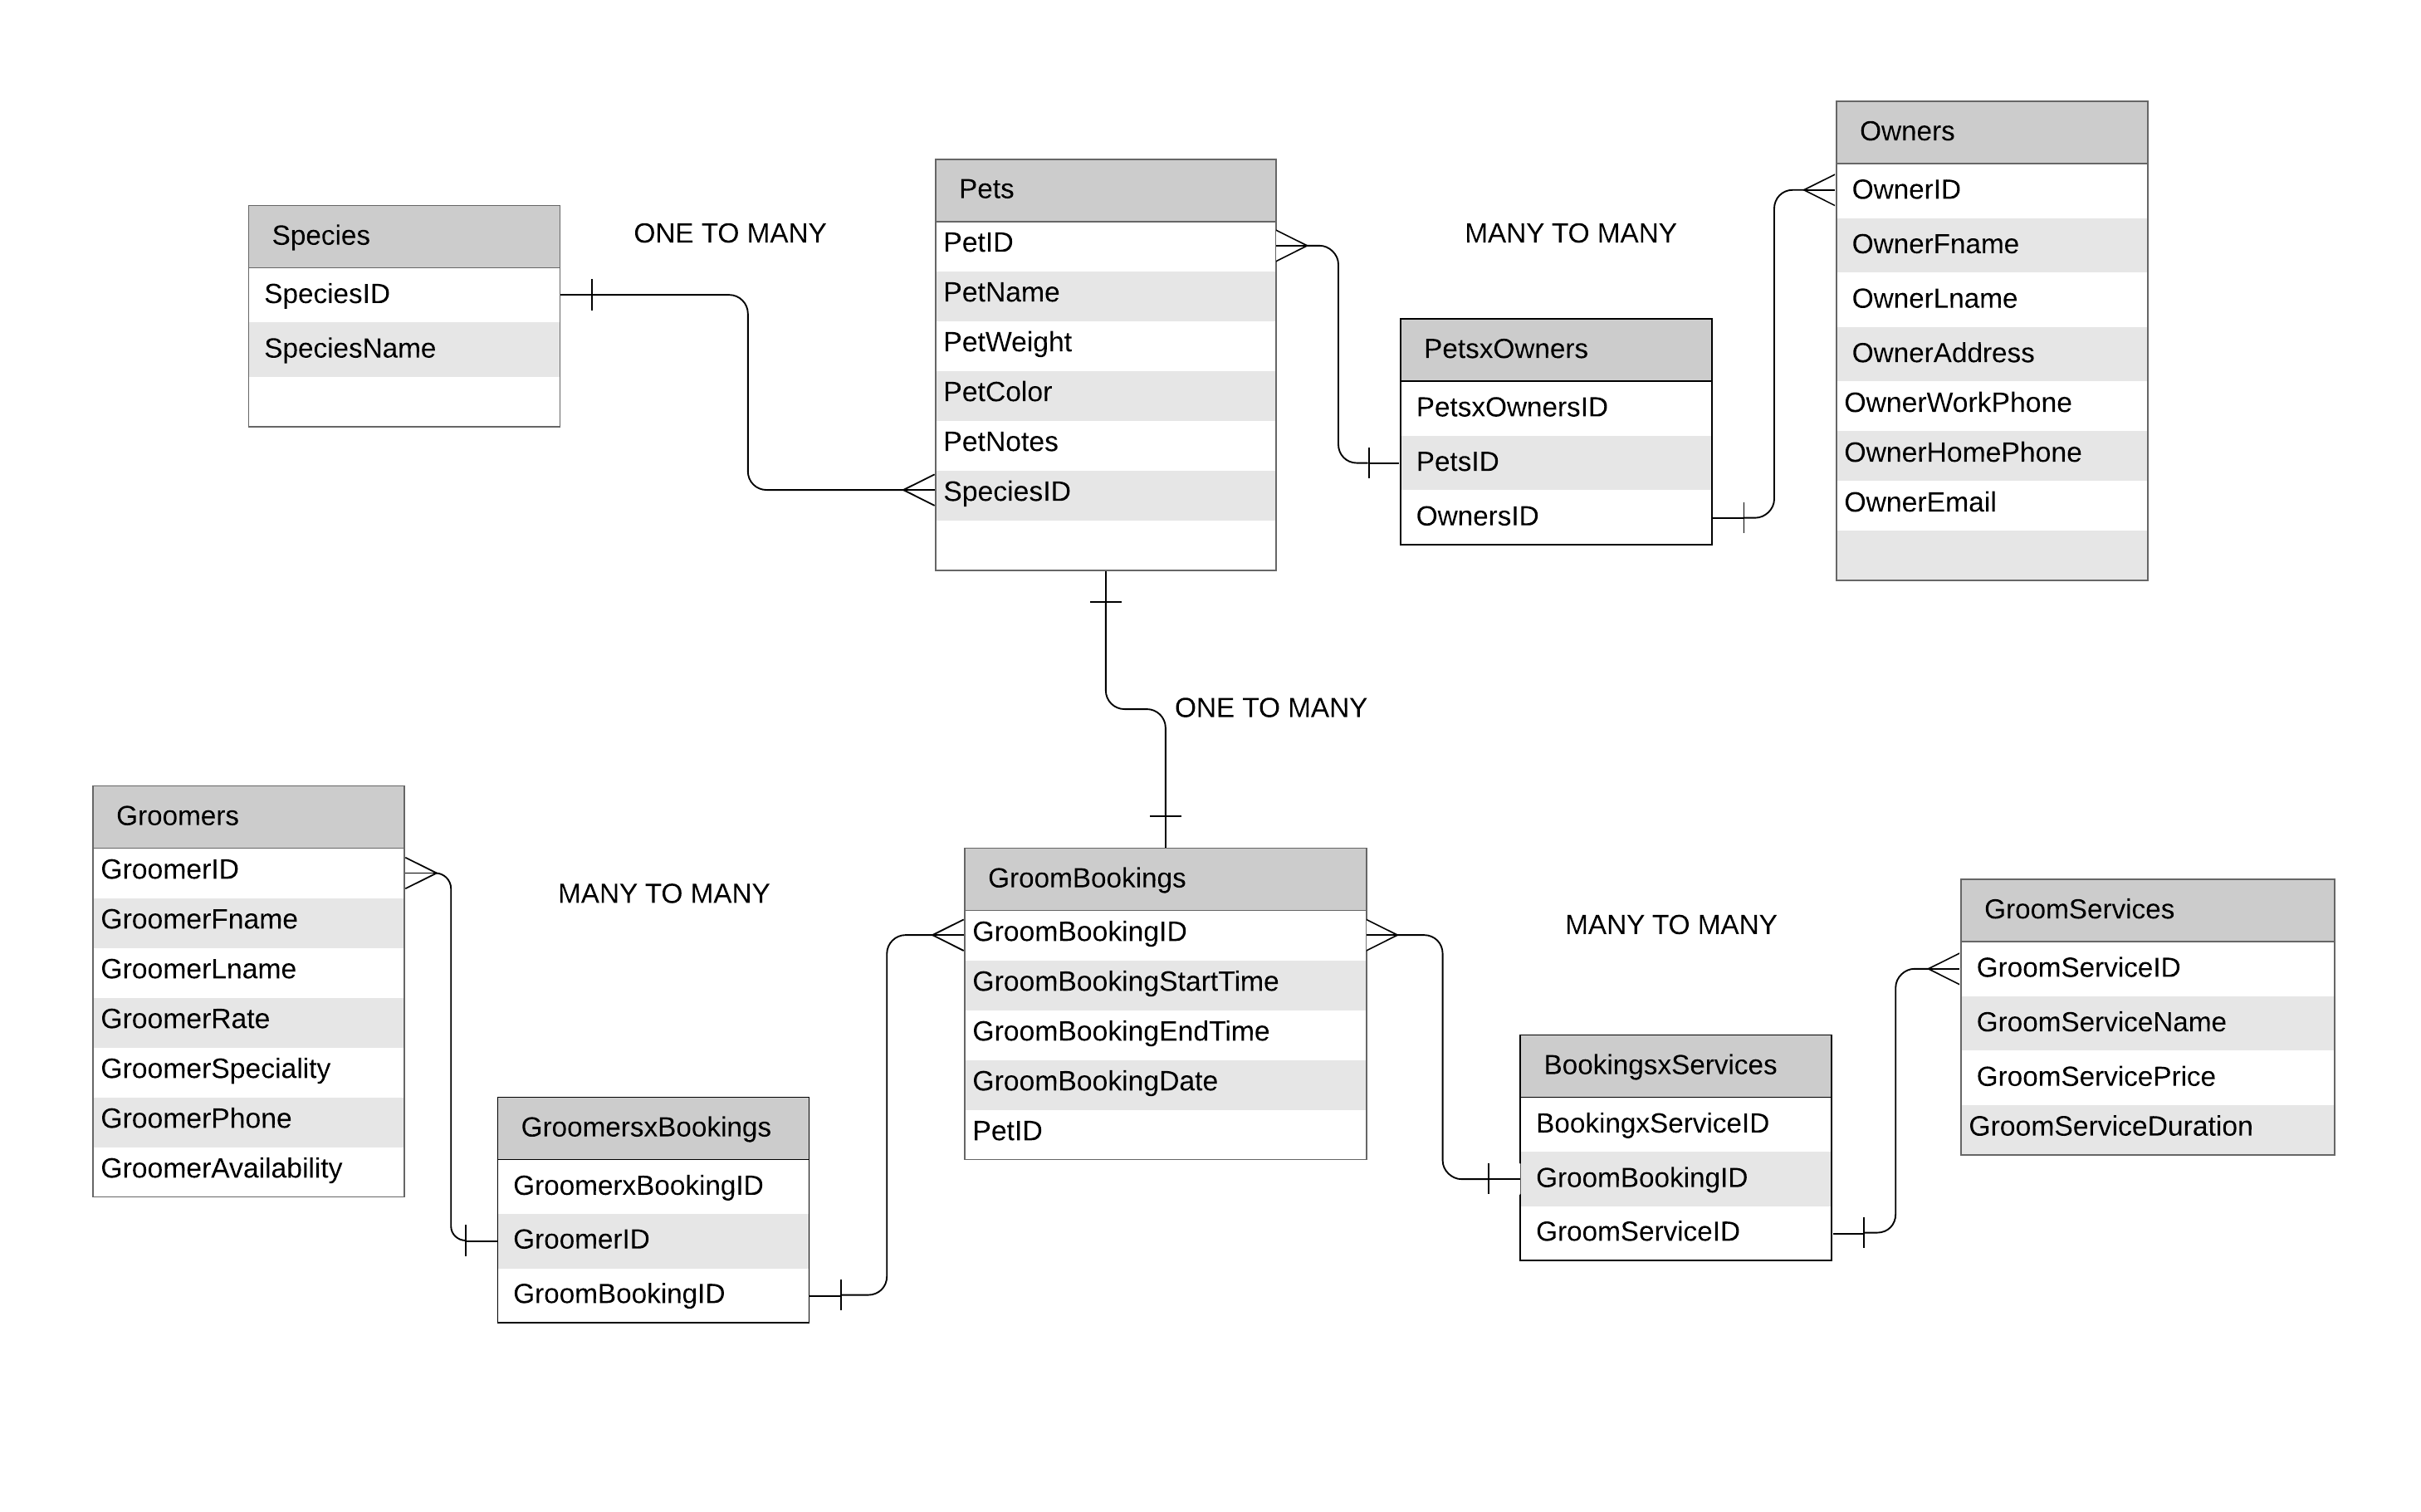 Species
SpeciesID
SpeciesName
ONE TO MANY
Pets
PetID
PetName
PetWeight
PetColor
PetNotes
SpeciesID
MANY TO MANY
PetsxOwners
PetsxOwnersID
PetsID
OwnersID
Owners
OwnerID
OwnerFname
OwnerLname
OwnerAddress
OwnerWorkPhone
OwnerHomePhone
OwnerEmail
ONE TO MANY
Groomers
GroomerID
GroomerFname
GroomerLname
GroomerRate
GroomerSpeciality
GroomerPhone
GroomerAvailability
MANY TO MANY
GroomersxBookings
GroomerxBookingID
GroomerID
GroomBookingID
GroomBookings
GroomBookingID
GroomBookingStartTime
GroomBookingEndTime
GroomBookingDate
PetID
MANY TO MANY
BookingsxServices
BookingxServiceID
GroomBookingID
GroomServiceID
GroomServices
GroomServiceID
GroomServiceName
GroomServicePrice
GroomServiceDuration